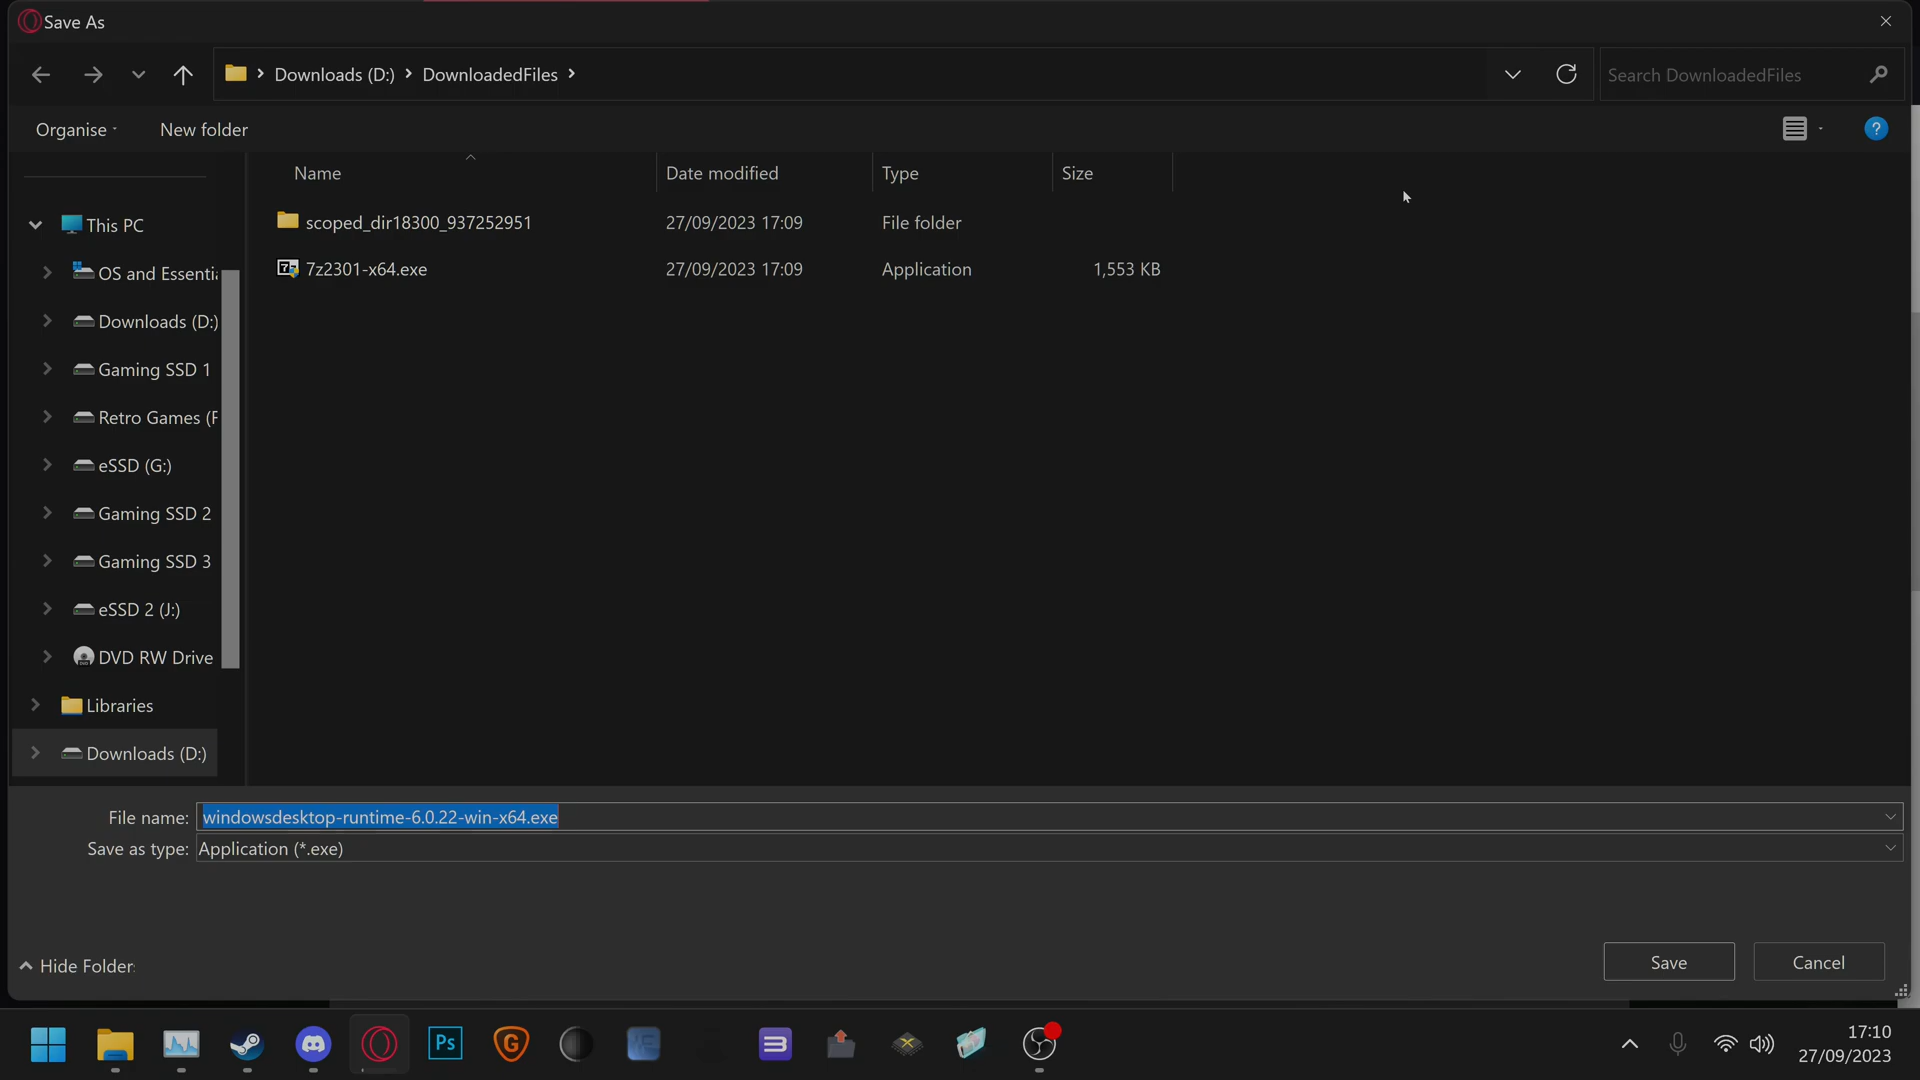 Save As
Downloads (D:) DownloadedFiles
Search DownloadedFiles
Organise New folder
?
Name Date modified Type Size
scoped_dir18300_937252951 27/09/2023 17:09 File folder
7z2301-x64.exe 27/09/2023 17:09 Application 1,553 KB
This PC
OS and Essentia
Downloads (D:)
Gaming SSD 1
Retro Games (F
eSSD (G:)
Gaming SSD 2
Gaming SSD 3
eSSD 2 (J:)
DVD RW Drive
Libraries
Downloads (D:)
File name: windowsdesktop-runtime-6.0.22-win-x64.exe
Save as type: Application (*.exe)
Hide Folder
Save Cancel
Ps
17:10
27/09/2023